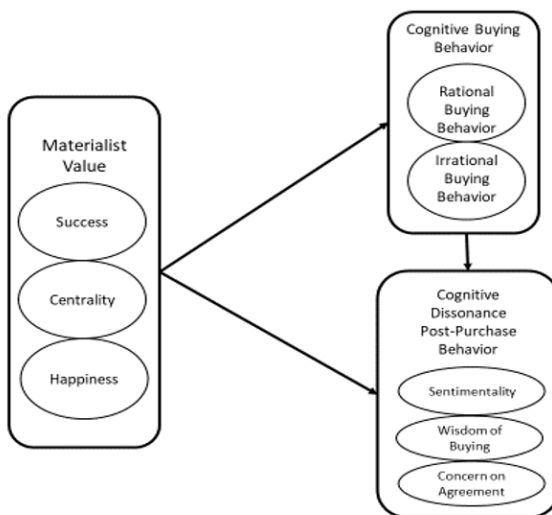 Materialist
Value
Success
Centrality
Happiness
Cognitive Buying
Behavior
Rational
Buying
Behavior
Irrational
Buying
Behavior
Cognitive
Dissonance
Post-Purchase
Behavior
Sentimentality
Wisdom of
Buying
Concern on
Agreement